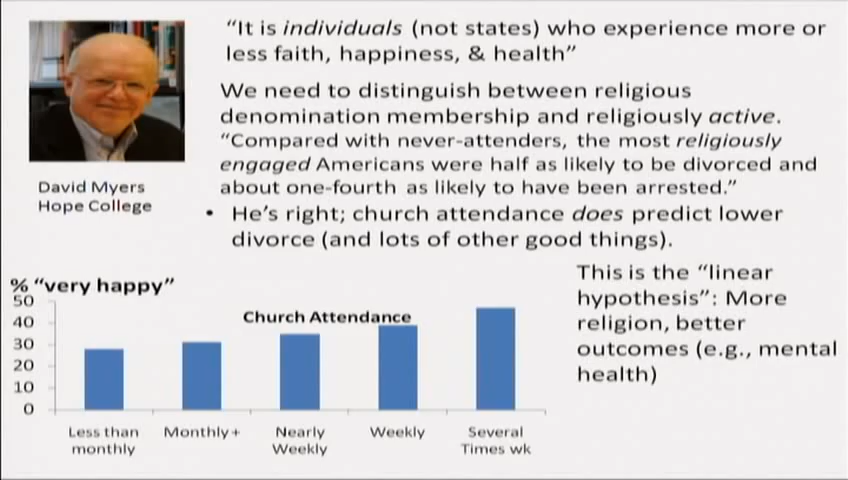 “It is individuals (not states) who experience more or
less faith, happiness, & health”
We need to distinguish between religious
denomination membership and religiously active.
“Compared with never-attenders, the most religiously
engaged Americans were half as likely to be divorced and
about one-fourth as likely to have been arrested.”
David Myers
Hope College
• He’s right; church attendance does predict lower
divorce (and lots of other good things).
This is the “linear
hypothesis”: More
religion, better
outcomes (e.g., mental
health)
% “very happy”
Church Attendance
50
40
30
20
10
0
Less than
monthly
Monthly+
Nearly
Weekly
Weekly
Several
Times wk